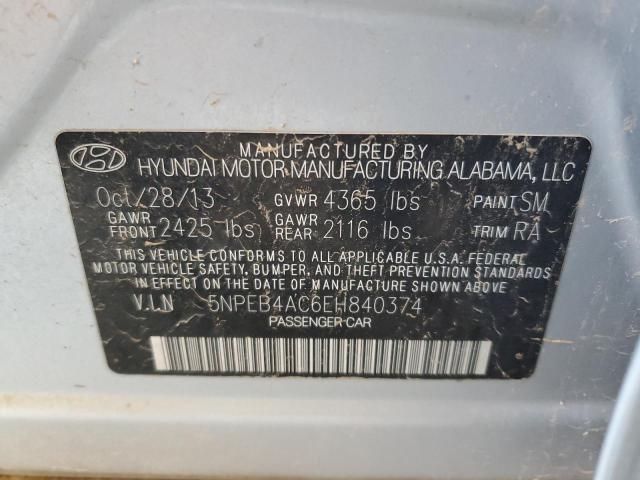 MANUFACTURED BY
HYUNDAI MOTOR MANUFACTURING ALABAMA, LLC
Oct/28/13 GVWR 4365 lbs PAINT SM
GAWR FRONT 2425 lbs GAWR REAR 2116 lbs TRIM RA
THIS VEHICLE CONFORMS TO ALL APPLICABLE U.S.A. FEDERAL
MOTOR VEHICLE SAFETY, BUMPER, AND THEFT PREVENTION STANDARDS
IN EFFECT ON THE DATE OF MANUFACTURE SHOWN ABOVE.
V.I.N 5NPEB4AC6EH840374
PASSENGER CAR